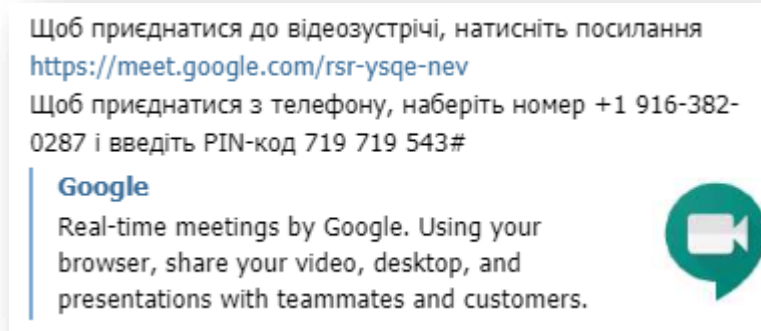 Щоб приєднатися до відеозустрічі, натисніть посилання
https://meet.google.com/rsr-ysqe-nev
Щоб приєднатися з телефону, наберіть номер +1 916-382-
0287 і введіть PIN-код 719 719 543#
Google
Real-time meetings by Google. Using your
browser, share your video, desktop, and
presentations with teammates and customers.